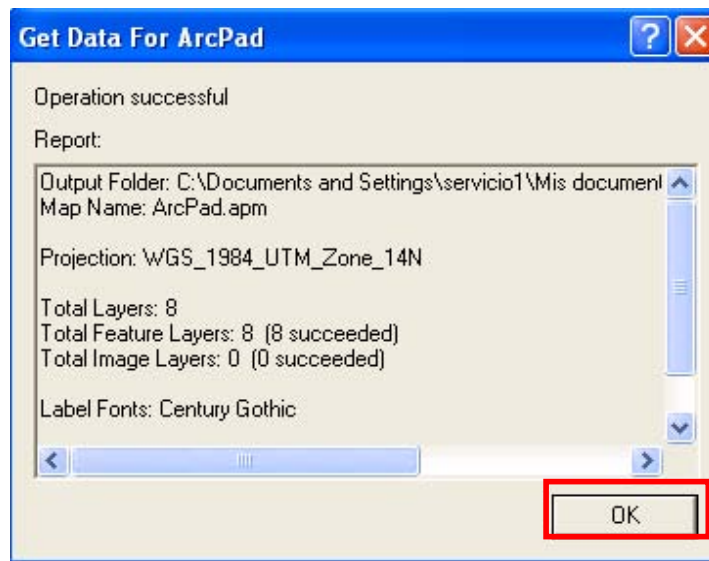 Get Data For ArcPad
Operation successful
Report:
Output Folder: C:\Documents and Settings\servicio1\Mis document
Map Name: ArcPad.apm
Projection: WGS_1984_UTM_Zone_14N
Total Layers: 8
Total Feature Layers: 8 (8 succeeded)
Total Image Layers: 0 (0 succeeded)
Label Fonts: Century Gothic
OK